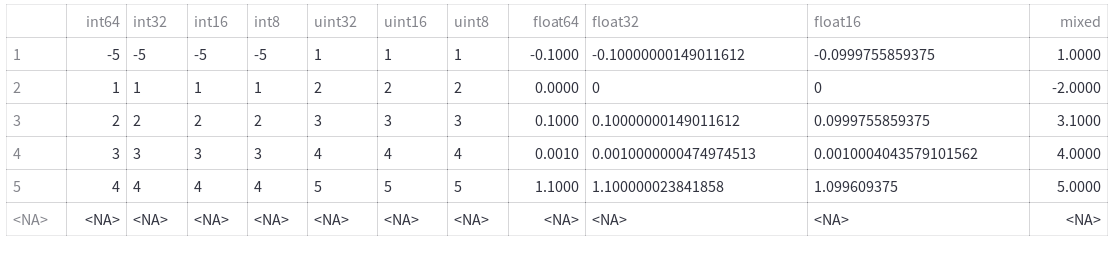 int64 int32 int16 int8 uint32 uint16 uint8 float64 float32 float16 mixed
1 -5 -5 -5 -5 1 1 1 -0.1000 -0.10000000149011612 -0.0999755859375 1.0000
2 1 1 1 1 2 2 2 0.0000 0 0 -2.0000
3 2 2 2 2 3 3 3 0.1000 0.10000000149011612 0.0999755859375 3.1000
4 3 3 3 3 4 4 4 0.0010 0.0010000000474974513 0.0010004043579101562 4.0000
5 4 4 4 4 5 5 5 1.1000 1.100000023841858 1.099609375 5.0000
<NA> <NA> <NA> <NA> <NA> <NA> <NA> <NA> <NA> <NA> <NA> <NA>